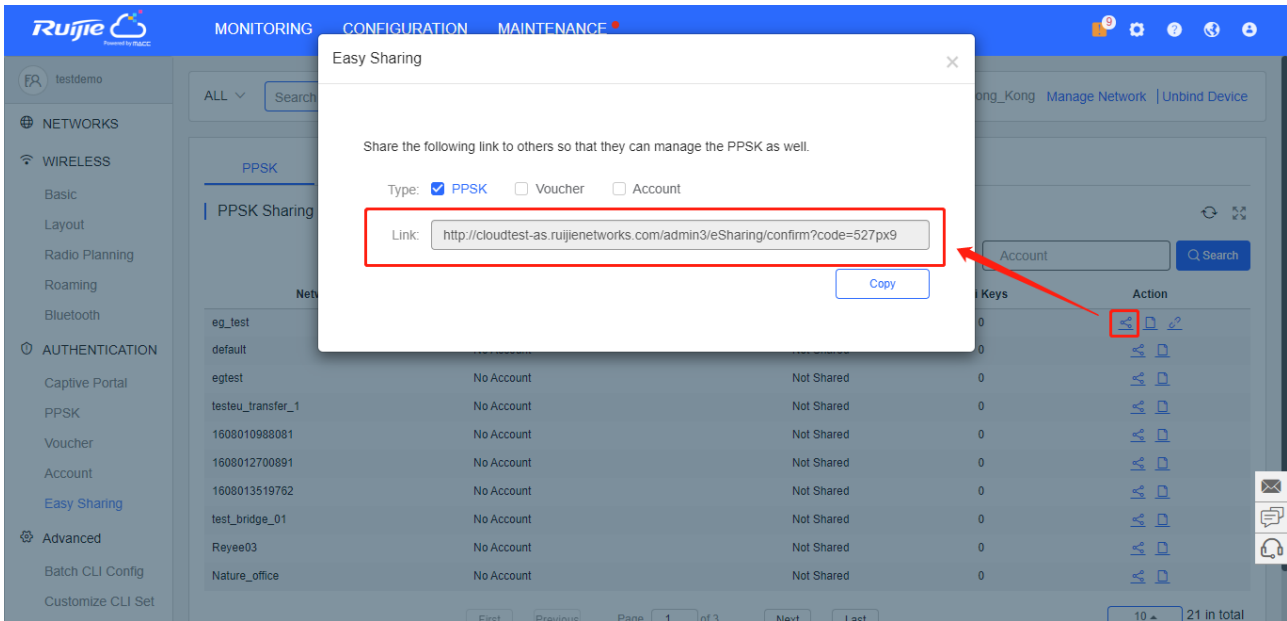 Ruijie
Powered by macc
MONITORING CONFIGURATION MAINTENANCE
9
testdemo
NETWORKS
WIRELESS
Basic
Layout
Radio Planning
Roaming
Bluetooth
AUTHENTICATION
Captive Portal
PPSK
Voucher
Account
Easy Sharing
Advanced
Batch CLI Config
Customize CLI Set
ALL Search
ong_Kong Manage Network | Unbind Device
PPSK
PPSK Sharing
Easy Sharing
Share the following link to others so that they can manage the PPSK as well.
Type: PPSK Voucher Account
Link: http://cloudtest-as.ruijienetworks.com/admin3/eSharing/confirm?code=527px9
Copy
Account Search
Netw i Keys Action
eg_test 0
default No Account Not Shared 0
egtest No Account Not Shared 0
testeu_transfer_1 No Account Not Shared 0
1608010988081 No Account Not Shared 0
1608012700891 No Account Not Shared 0
1608013519762 No Account Not Shared 0
test_bridge_01 No Account Not Shared 0
Reyee03 No Account Not Shared 0
Nature_office No Account Not Shared 0
First Previous Page 1 of 3 Next Last 10 21 in total